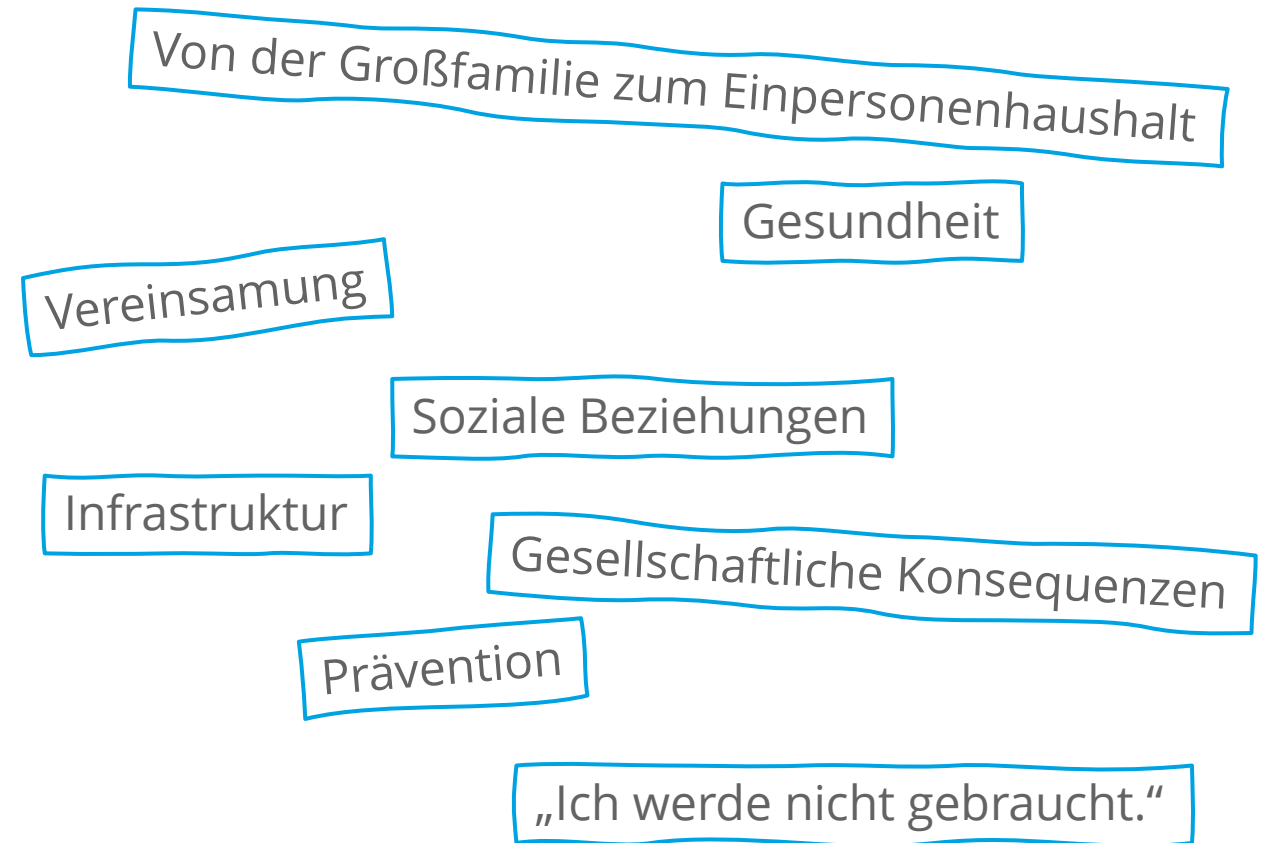 Von der Großfamilie zum Einpersonenhaushalt
Gesundheit
Vereinsamung
Soziale Beziehungen
Infrastruktur
Gesellschaftliche Konsequenzen
Prävention
„Ich werde nicht gebraucht.“